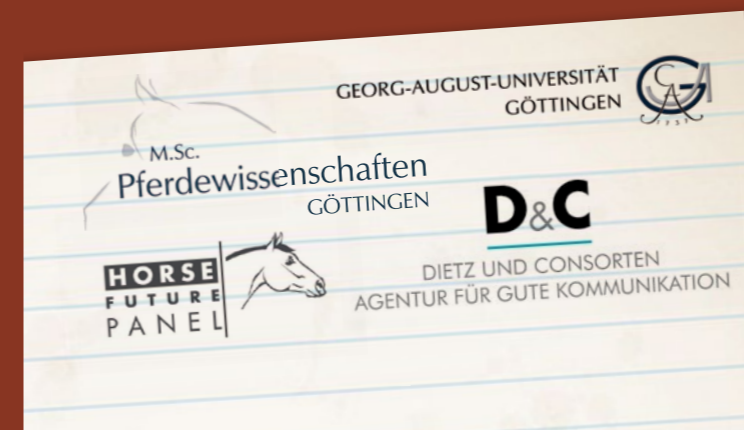 GEORG-AUGUST-UNIVERSITÄT
GÖTTINGEN
M.Sc.
Pferdewissenschaften
GÖTTINGEN
D&C
DIETZ UND CONSORTEN
AGENTUR FÜR GUTE KOMMUNIKATION
HORSE
FUTURE
PANEL